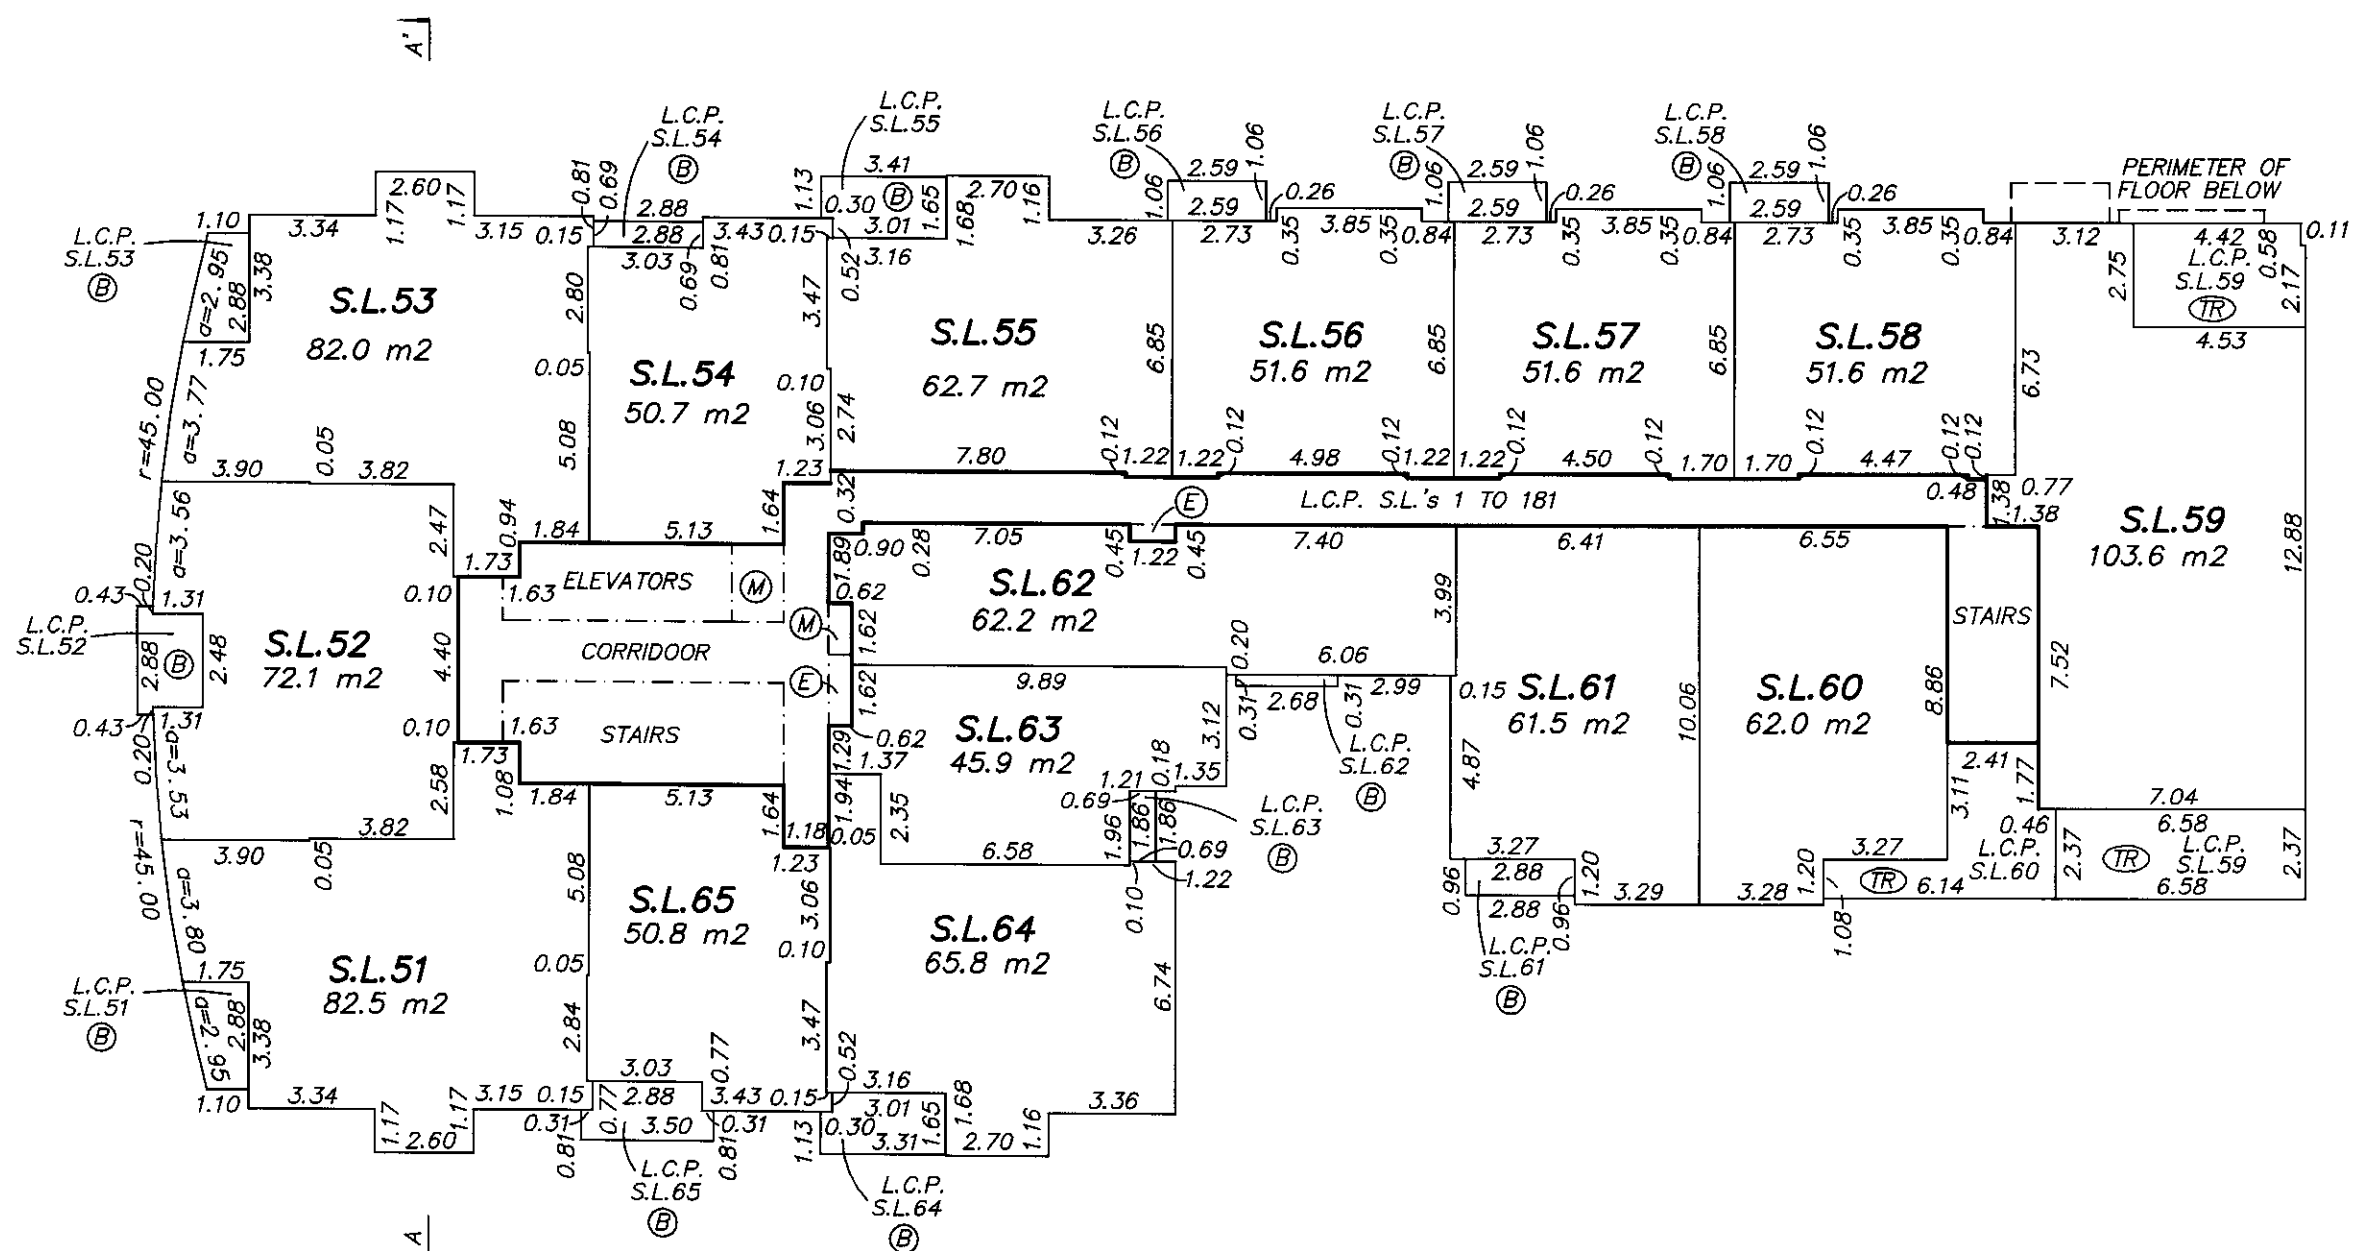 A'
L.C.P.
S.L.53
B
1.10
a=2.95
2.88
3.38
1.75
3.34
1.17
2.60
1.17
3.15
0.15
0.81
0.69
S.L.53
82.0 m2
2.80
0.05
5.08
r=45.00
a=3.77
3.90
0.05
3.82
L.C.P.
S.L.54
B
2.88
2.88
3.03
0.69
0.81
3.43
0.15
S.L.54
50.7 m2
3.47
0.10
3.06
1.23
1.64
5.13
1.84
0.94
L.C.P.
S.L.55
3.41
B
1.13
0.30
3.01
1.65
0.52
3.16
1.68
2.70
1.16
3.26
S.L.55
62.7 m2
2.74
7.80
0.12
1.22
6.85
L.C.P.
S.L.56
B
2.59
1.06
1.06
2.59
0.26
2.73
0.35
3.85
0.35
0.84
S.L.56
51.6 m2
1.22
0.12
4.98
0.12
1.22
6.85
L.C.P.
S.L.57
B
2.59
1.06
1.06
2.59
0.26
2.73
0.35
3.85
0.35
0.84
S.L.57
51.6 m2
1.22
0.12
4.50
0.12
1.70
6.85
L.C.P.
S.L.58
B
2.59
1.06
1.06
2.59
0.26
2.73
0.35
3.85
0.35
0.84
S.L.58
51.6 m2
1.70
0.12
4.47
0.12
0.12
0.48
6.73
PERIMETER OF
FLOOR BELOW
3.12
4.42
0.11
0.58
L.C.P.
S.L.59
TR
2.75
2.17
4.53
0.77
1.38
1.38
S.L.59
103.6 m2
12.88
7.52
7.04
L.C.P. S.L.'s 1 TO 181
E
a=3.56
0.20
0.43
1.31
L.C.P.
S.L.52
2.88
B
2.48
0.43
1.31
0.20
a=3.53
S.L.52
72.1 m2
2.47
1.73
0.10
4.40
0.10
1.73
2.58
1.63
ELEVATORS
M
CORRIDOOR
M
E
1.63
STAIRS
0.32
1.89
0.90
0.28
7.05
0.45
1.22
0.45
7.40
0.62
1.62
S.L.62
62.2 m2
3.99
0.20
6.06
1.62
9.89
0.31
2.68
0.31
2.99
L.C.P.
S.L.62
B
0.62
1.29
1.37
S.L.63
45.9 m2
3.12
0.18
1.21
1.35
0.69
1.96
1.86
1.86
L.C.P.
S.L.63
B
0.69
1.22
0.10
6.58
2.35
1.94
0.05
6.41
S.L.61
61.5 m2
0.15
4.87
10.06
3.27
2.88
0.96
2.88
0.96
1.20
3.29
L.C.P.
S.L.61
B
6.55
S.L.60
62.0 m2
8.86
STAIRS
2.41
3.11
1.77
3.27
1.20
3.28
1.08
TR
6.14
0.46
L.C.P.
S.L.60
2.37
6.58
TR
L.C.P.
S.L.59
6.58
2.37
3.90
0.05
3.82
r=45.00
a=3.80
1.75
L.C.P.
S.L.51
B
a=2.95
2.88
3.38
1.10
S.L.51
82.5 m2
3.34
1.17
2.60
1.17
3.15
0.15
1.08
1.84
5.13
1.64
1.18
1.23
5.08
0.05
2.84
S.L.65
50.8 m2
3.06
0.10
3.47
3.03
0.77
2.88
0.77
3.43
0.15
0.31
3.50
0.31
0.81
0.81
L.C.P.
S.L.65
B
S.L.64
65.8 m2
6.74
0.52
3.16
3.01
1.65
1.68
0.30
3.31
1.13
2.70
1.16
3.36
L.C.P.
S.L.64
B
A